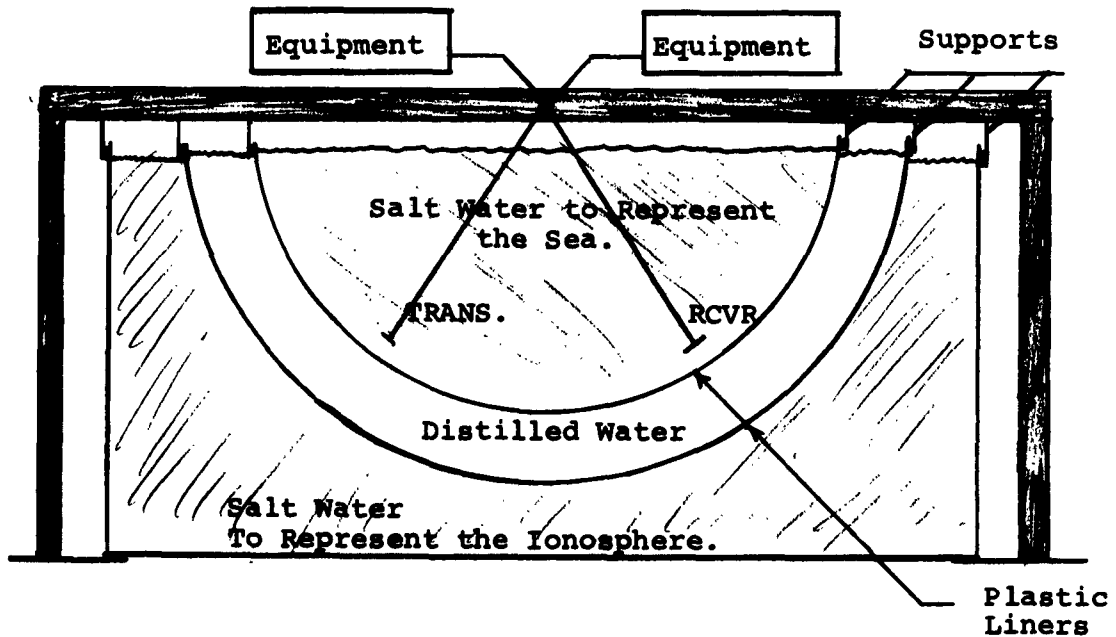 Equipment
Equipment
Supports
Salt Water to Represent
the Sea.
TRANS.
RCVR
Distilled Water
Salt Water
To Represent the Ionosphere.
Plastic
Liners